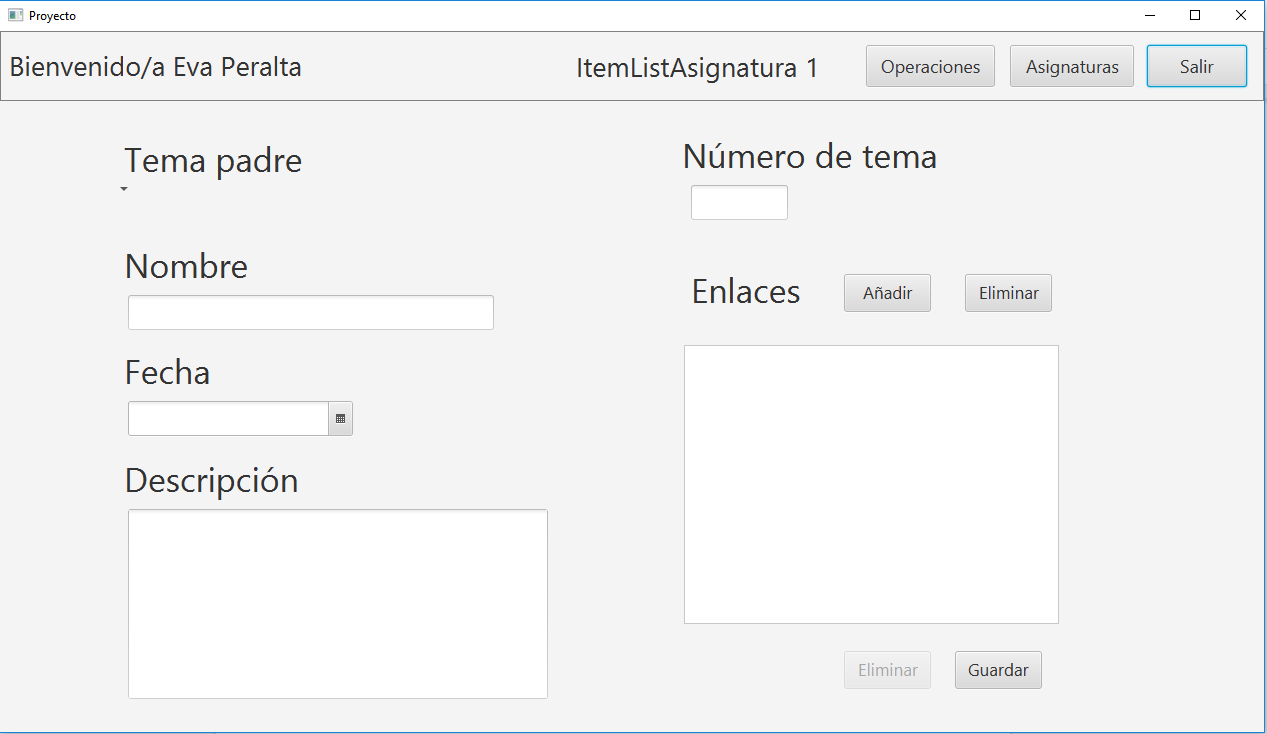 Proyecto
Bienvenido/a Eva Peralta
ItemListAsignatura 1
Operaciones
Asignaturas
Salir
Tema padre
Número de tema
Nombre
Enlaces
Añadir
Eliminar
Fecha
Descripción
Eliminar
Guardar